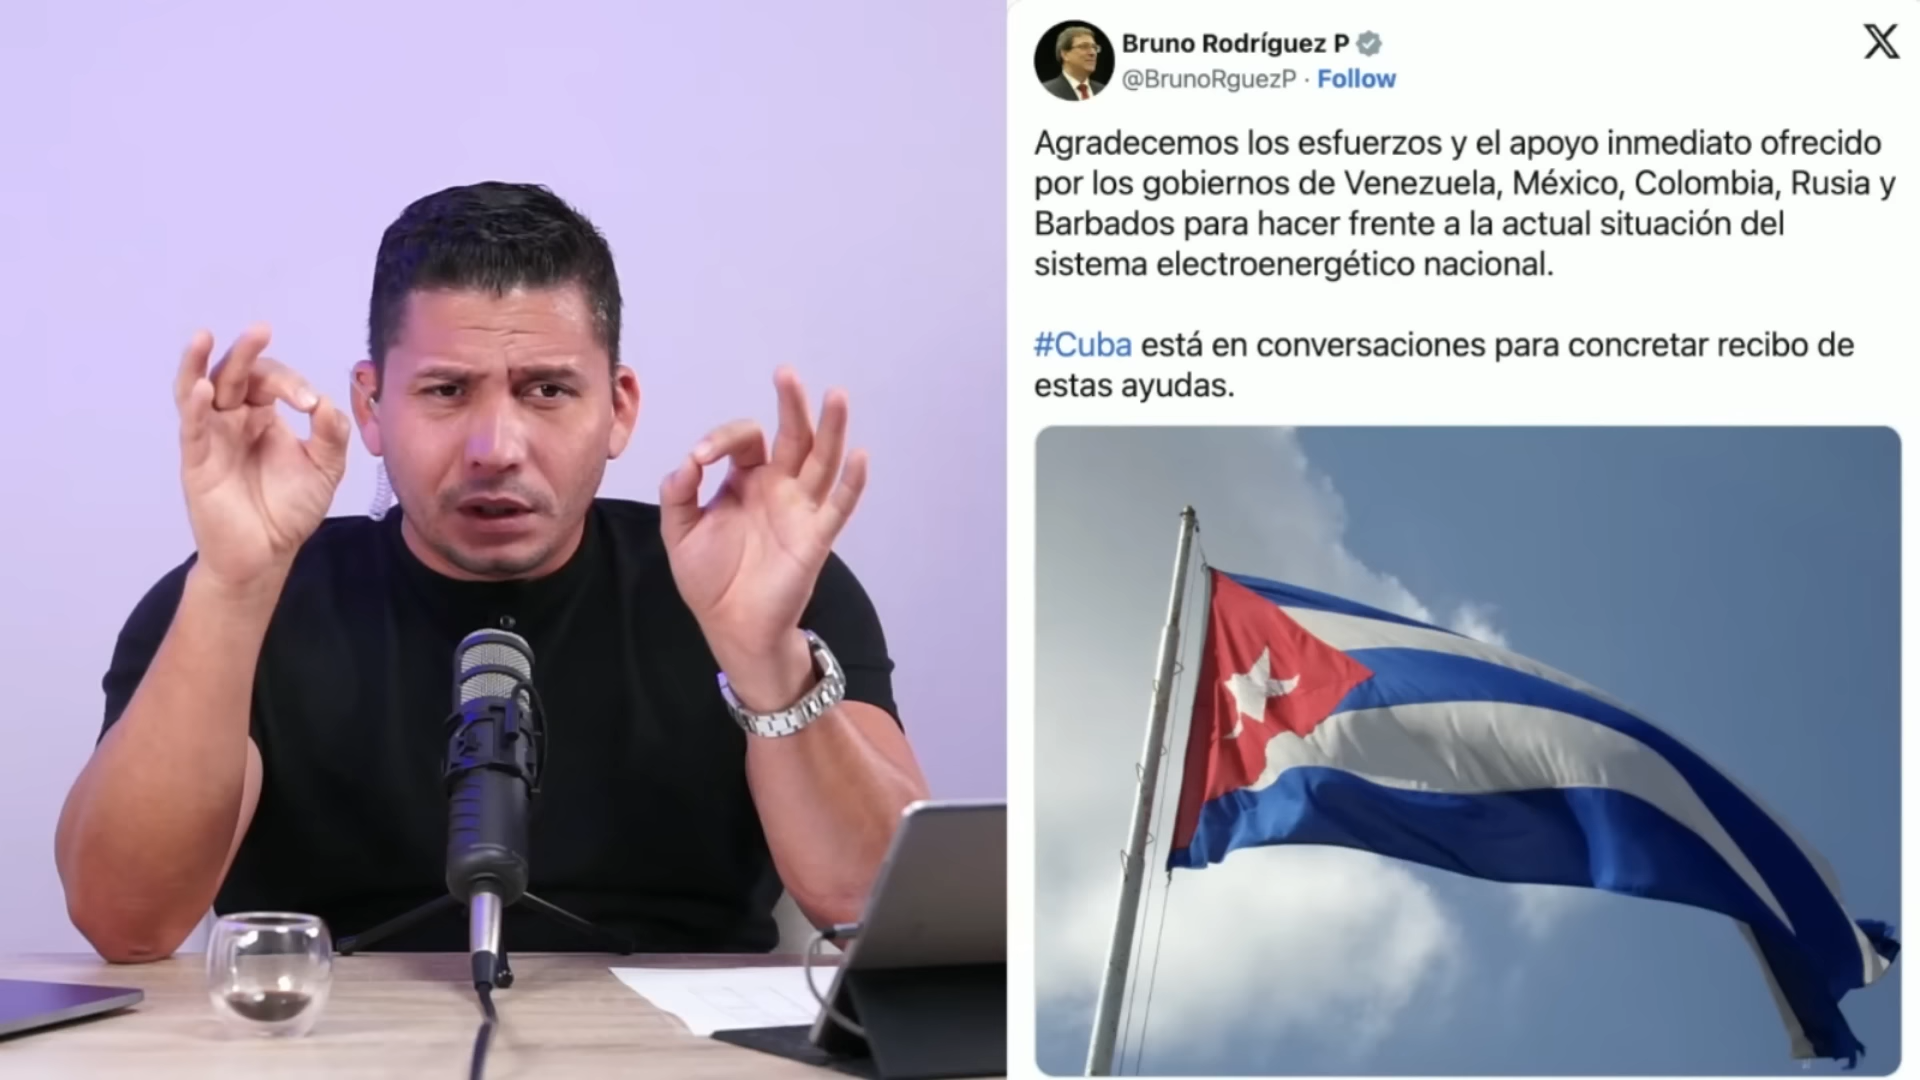 Bruno Rodríguez P
@BrunoRguezP · Follow
Agradecemos los esfuerzos y el apoyo inmediato ofrecido
por los gobiernos de Venezuela, México, Colombia, Rusia y
Barbados para hacer frente a la actual situación del
sistema electroenergético nacional.
#Cuba está en conversaciones para concretar recibo de
estas ayudas.